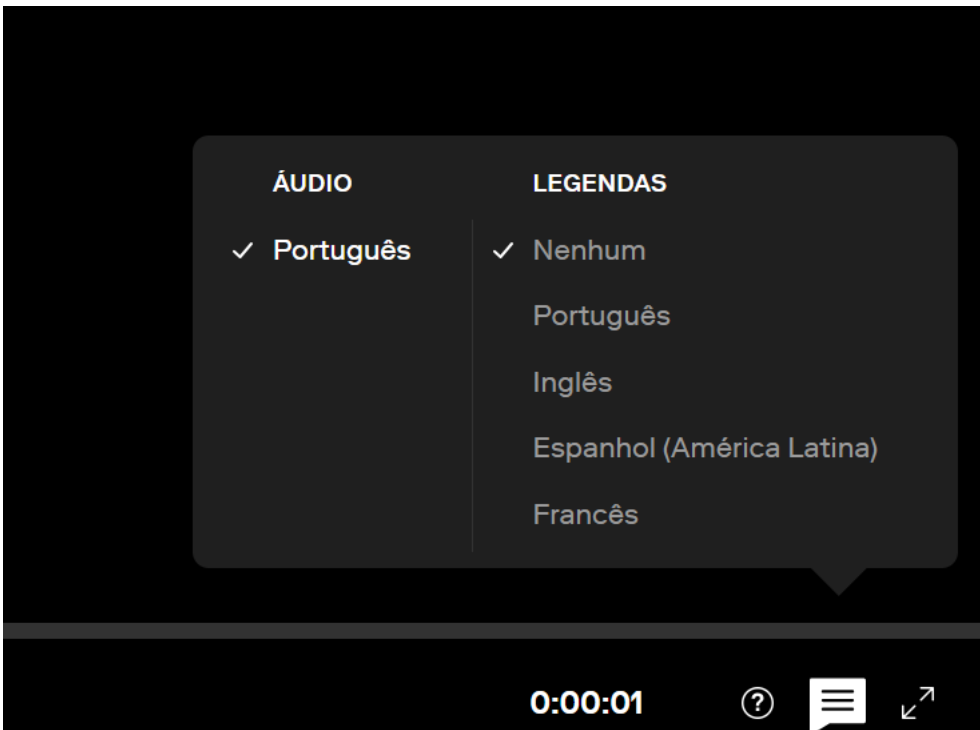 ÁUDIO
Português
LEGENDAS
Nenhum
Português
Inglês
Espanhol (América Latina)
Francês
0:00:01
?